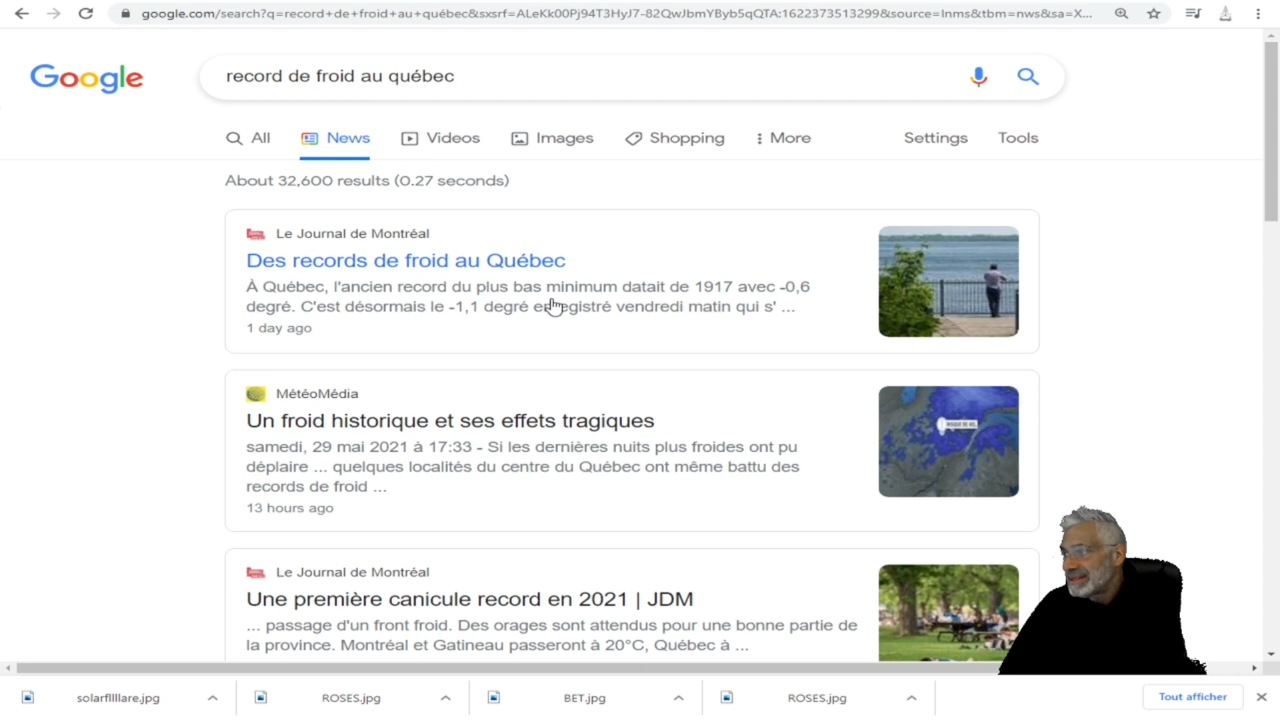 google.com/search?q=record+de+froid+au+québec&sxsrf=ALeKk00Pj94T3HyJ7-82QwJbmYByb5qQTA:1622373513299&source=lnms&tbm=nws&sa=X...
Google
record de froid au québec
All News Videos Images Shopping More Settings Tools
About 32,600 results (0.27 seconds)
Le Journal de Montréal
Des records de froid au Québec
À Québec, l'ancien record du plus bas minimum datait de 1917 avec -0,6
degré. C'est désormais le -1,1 degré enregistré vendredi matin qui s' ...
1 day ago
MétéoMédia
Un froid historique et ses effets tragiques
samedi, 29 mai 2021 à 17:33 - Si les dernières nuits plus froides ont pu
déplaire ... quelques localités du centre du Québec ont même battu des
records de froid ...
13 hours ago
Le Journal de Montréal
Une première canicule record en 2021 | JDM
... passage d'un front froid. Des orages sont attendus pour une bonne partie de
la province. Montréal et Gatineau passeront à 20°C, Québec à ...
solarfllllare.jpg ROSES.jpg BET.jpg ROSES.jpg Tout afficher